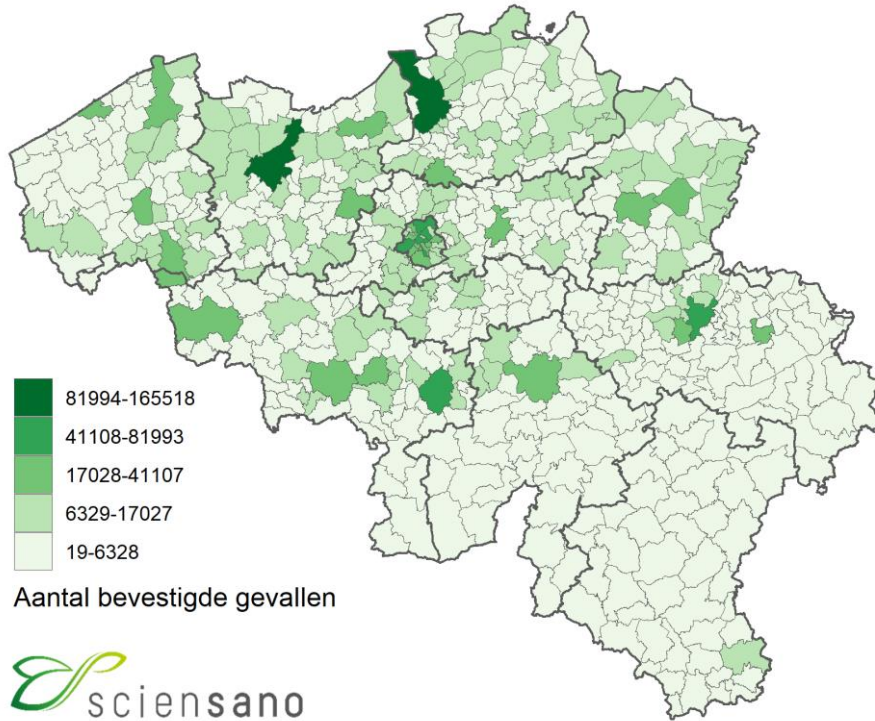 81994-165518
41108-81993
17028-41107
6329-17027
19-6328
Aantal bevestigde gevallen
sciensano